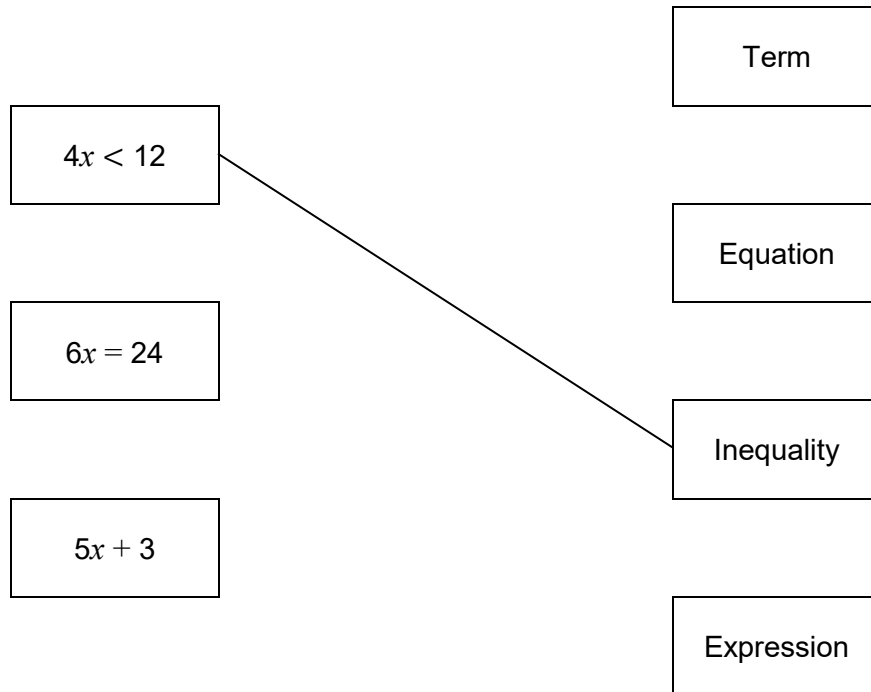 Term
4x < 12
Equation
6x = 24
Inequality
5x + 3
Expression